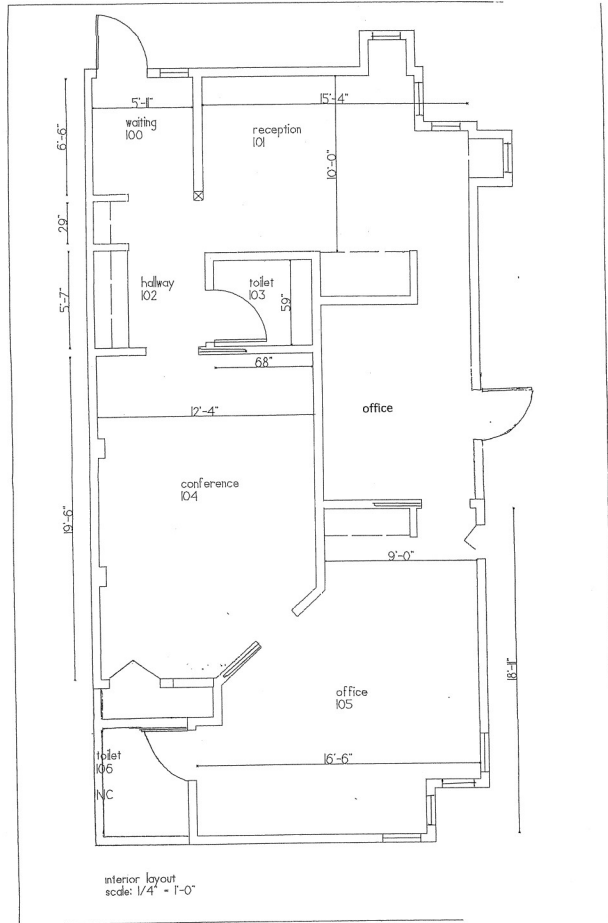 5'-11"
15'-4"
waiting
100
reception
101
6'-6"
10'-0"
29"
hallway
102
toilet
103
59"
5'-7"
68"
12'-4"
office
conference
104
19'-6"
9'-0"
office
105
18'-11"
toilet
106
NC
16'-6"
interior layout
scale: 1/4" = 1'-0"